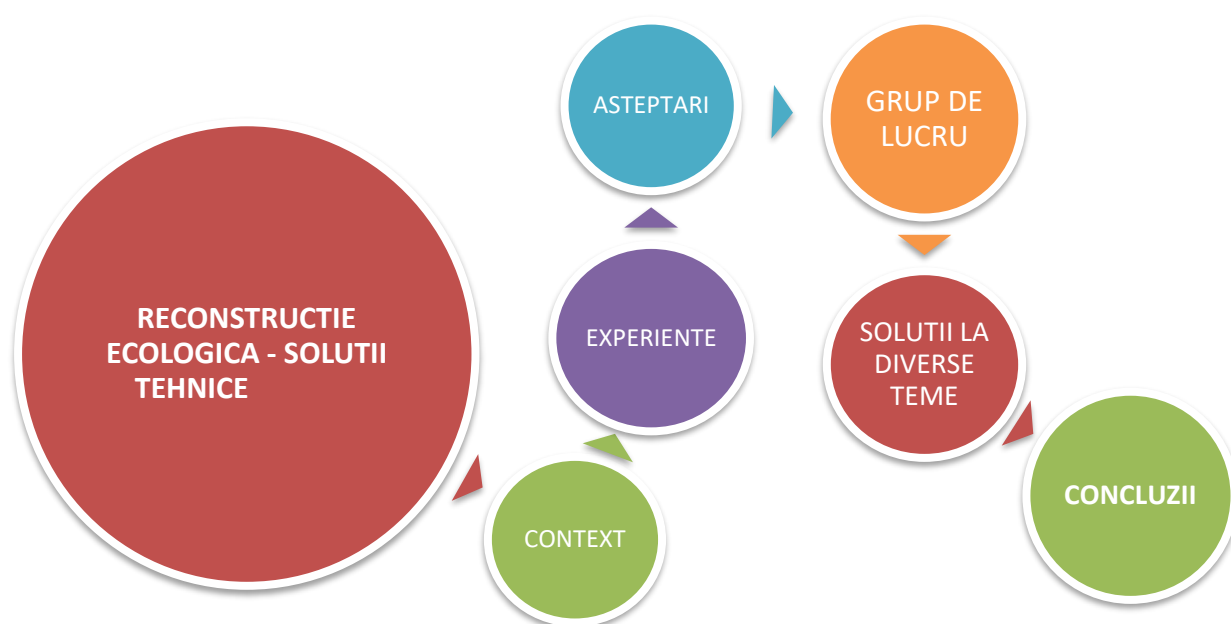 RECONSTRUCTIE
ECOLOGICA - SOLUTII
TEHNICE
CONTEXT
EXPERIENTE
ASTEPTARI
GRUP DE
LUCRU
SOLUTII LA
DIVERSE
TEME
CONCLUZII